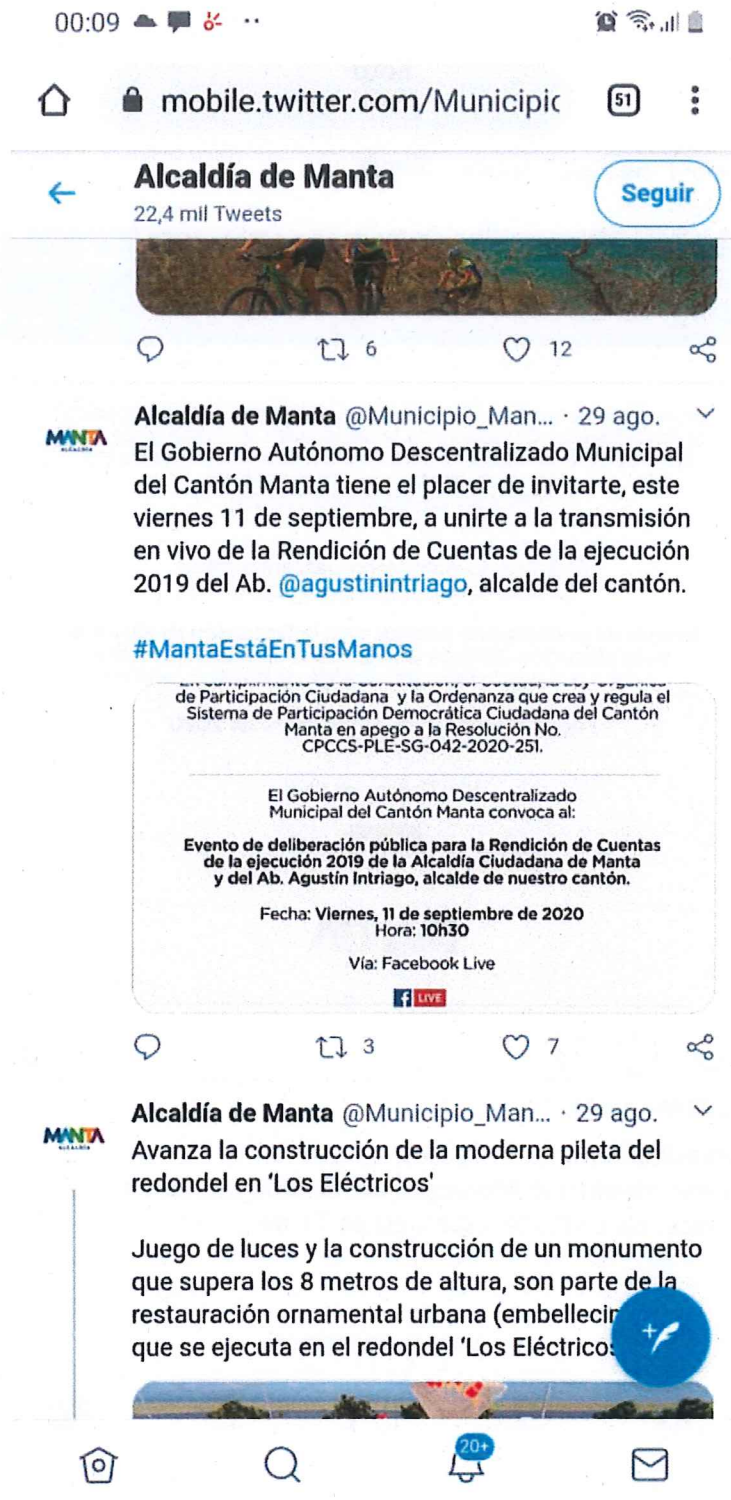 00:09
mobile.twitter.com/Municipic
51
Alcaldía de Manta
22,4 mil Tweets
Seguir
6
12
MANTA
ALCALDÍA
Alcaldía de Manta @Municipio_Man... · 29 ago.
El Gobierno Autónomo Descentralizado Municipal
del Cantón Manta tiene el placer de invitarte, este
viernes 11 de septiembre, a unirte a la transmisión
en vivo de la Rendición de Cuentas de la ejecución
2019 del Ab. @agustinintriago, alcalde del cantón.
#MantaEstáEnTusManos
de Participación Ciudadana y la Ordenanza que crea y regula el
Sistema de Participación Democrática Ciudadana del Cantón
Manta en apego a la Resolución No.
CPCCS-PLE-SG-042-2020-251.
El Gobierno Autónomo Descentralizado
Municipal del Cantón Manta convoca al:
Evento de deliberación pública para la Rendición de Cuentas
de la ejecución 2019 de la Alcaldía Ciudadana de Manta
y del Ab. Agustín Intriago, alcalde de nuestro cantón.
Fecha: Viernes, 11 de septiembre de 2020
Hora: 10h30
Vía: Facebook Live
f LIVE
3
7
MANTA
ALCALDÍA
Alcaldía de Manta @Municipio_Man... · 29 ago.
Avanza la construcción de la moderna pileta del
redondel en ‘Los Eléctricos'
Juego de luces y la construcción de un monumento
que supera los 8 metros de altura, son parte de la
restauración ornamental urbana (embellecim
que se ejecuta en el redondel ‘Los Eléctricos
20+